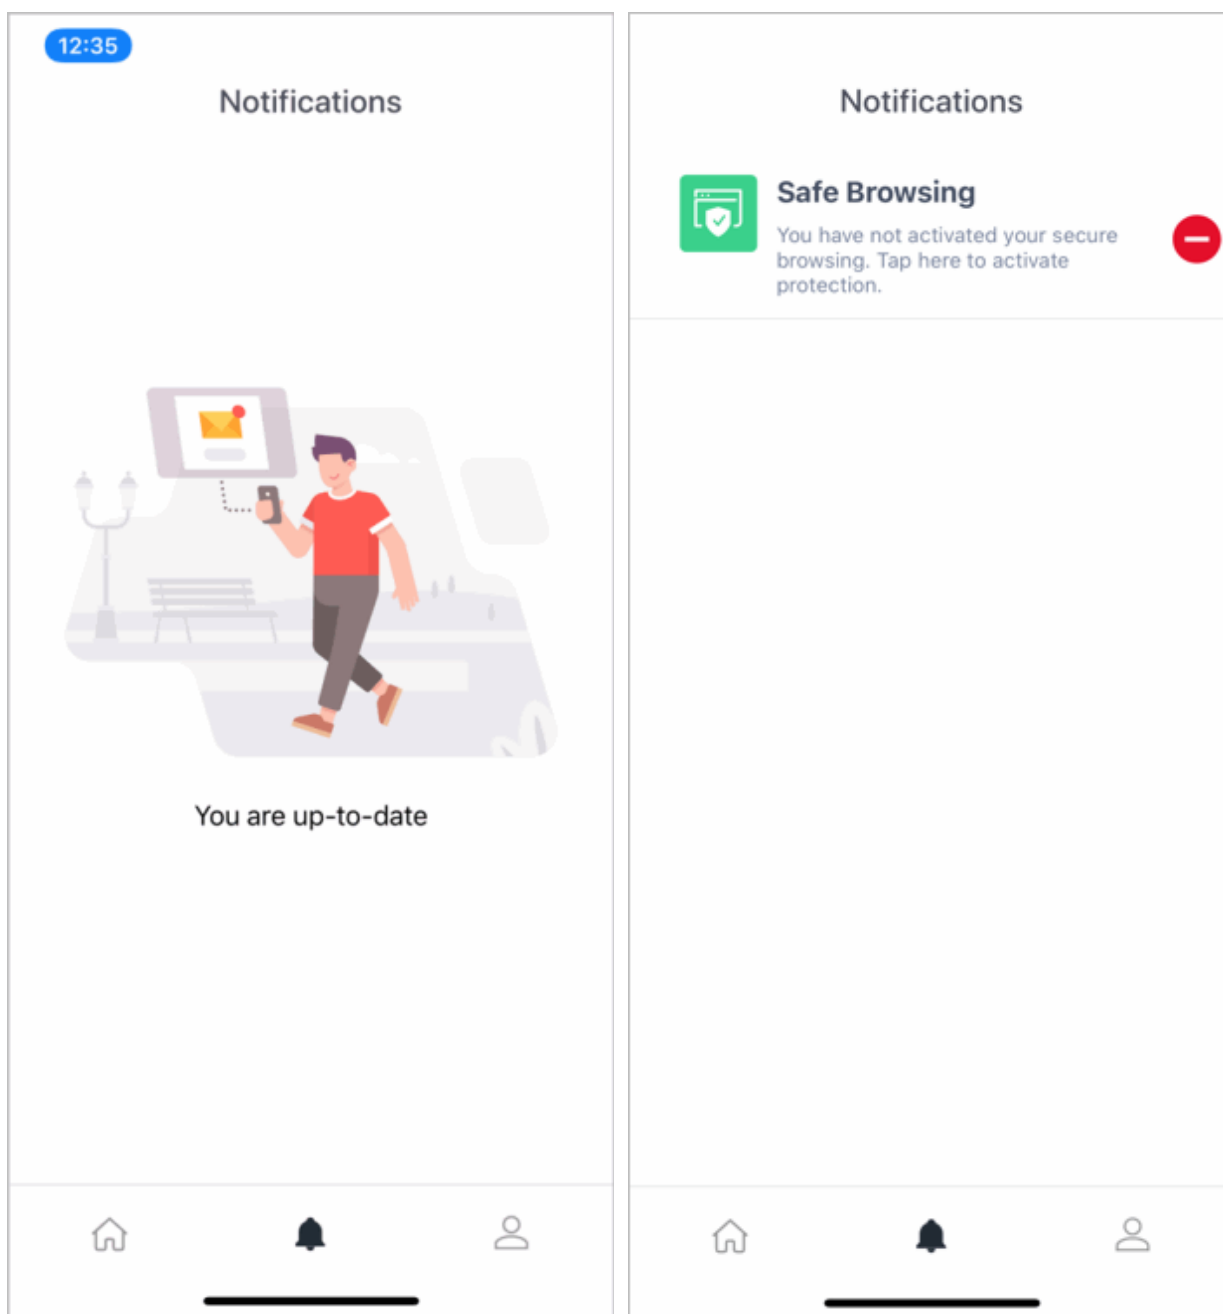 12:35
Notifications
You are up-to-date
Notifications
Safe Browsing
You have not activated your secure
browsing. Tap here to activate
protection.